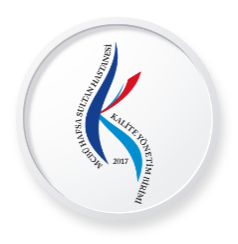 MCBÜ HAFSA SULTAN HASTANESİ
KALİTE YÖNETİM BİRİMİ
2017